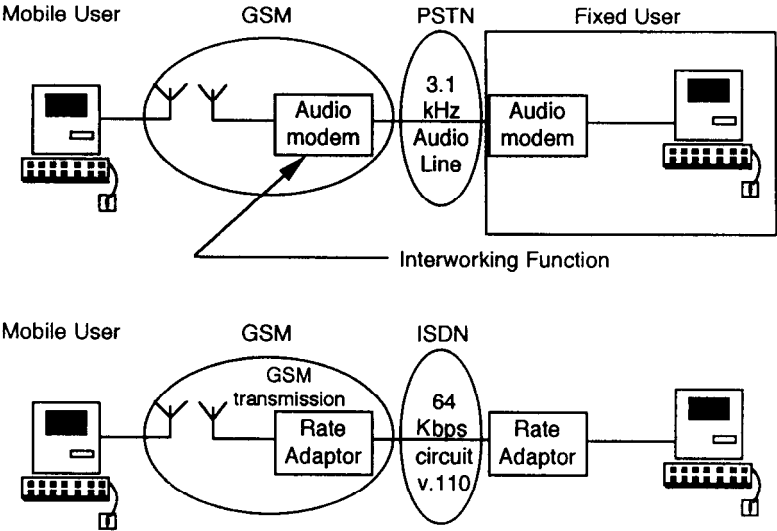 Mobile User
GSM
PSTN
Fixed User
Audio
modem
3.1
kHz
Audio
Line
Audio
modem
Interworking Function
Mobile User
GSM
ISDN
GSM
transmission
Rate
Adaptor
64
Kbps
circuit
v.110
Rate
Adaptor